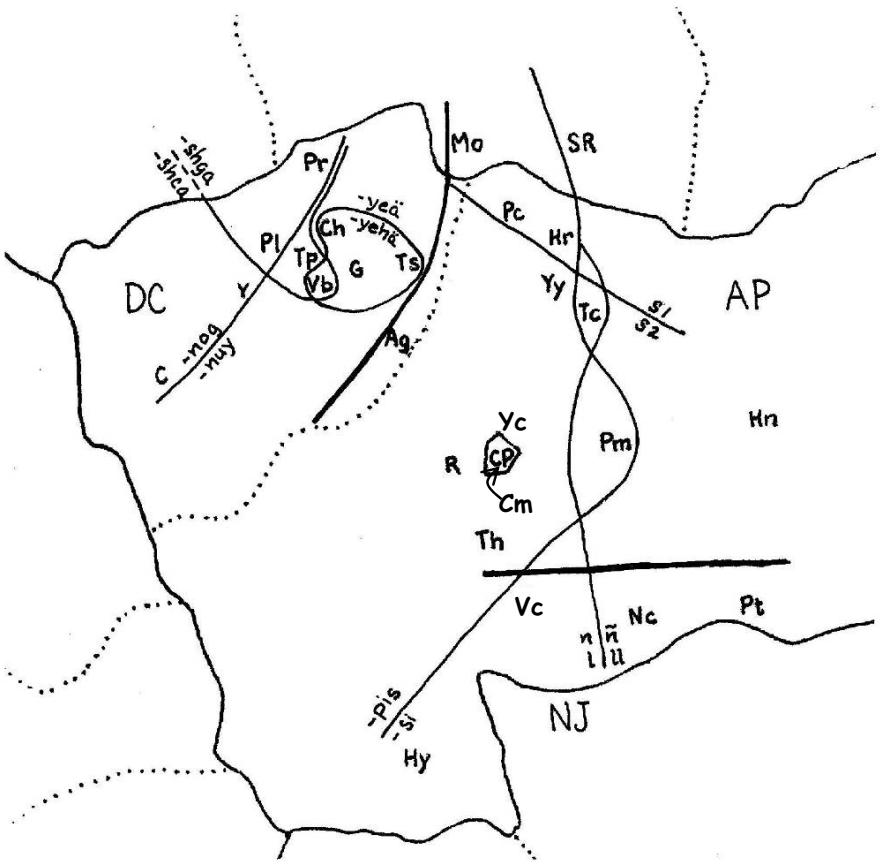 -shga
-shca
Mo
SR
Pr
-yeä
Pc
-yehä
Ch
Hr
Pl
Tp
G
Ts
Y
Vb
Yy
DC
Tc
s1
s2
AP
-nog
-nuy
Ag
C
Yc
Hn
CP
Pm
R
Cm
Th
Vc
Nc
Pt
n ñ
l ll
-pis
-si
NJ
Hy